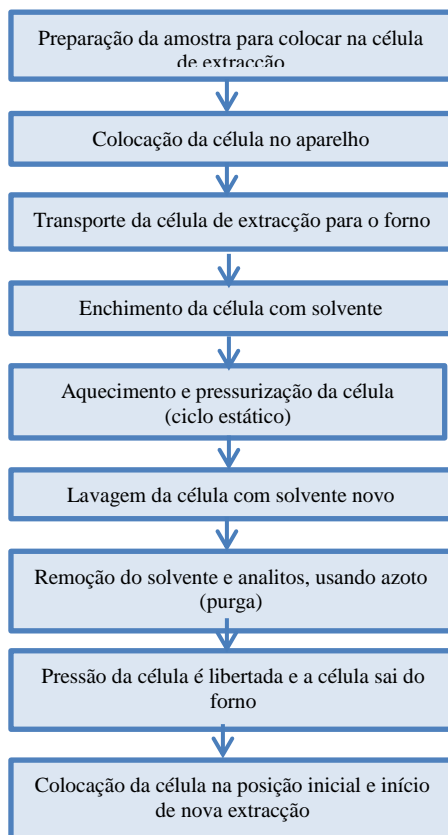 Preparação da amostra para colocar na célula
de extracção
Colocação da célula no aparelho
Transporte da célula de extracção para o forno
Enchimento da célula com solvente
Aquecimento e pressurização da célula
(ciclo estático)
Lavagem da célula com solvente novo
Remoção do solvente e analitos, usando azoto
(purga)
Pressão da célula é libertada e a célula sai do
forno
Colocação da célula na posição inicial e início
de nova extracção